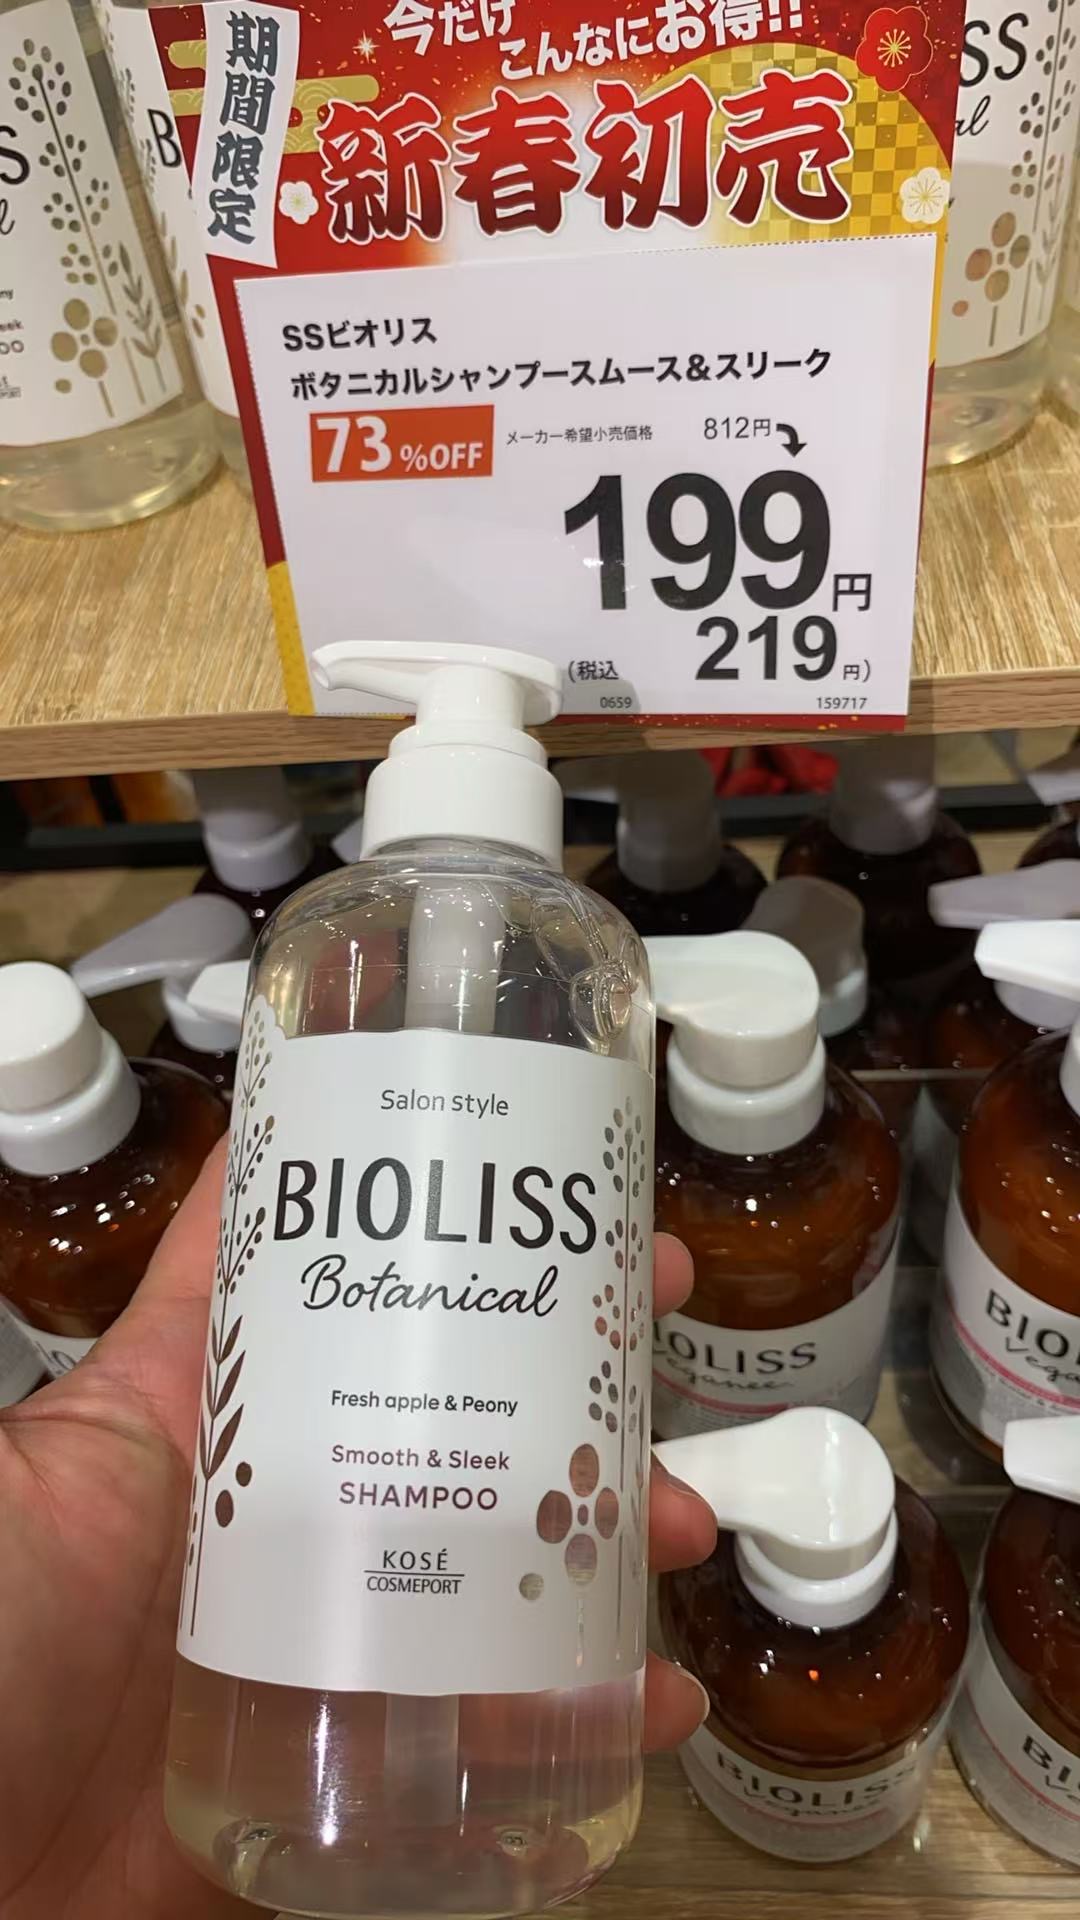 期間限定
今だけ
こんなにお得!!
新春初売
SSビオリス
ボタニカルシャンプースムース&スリーク
73%OFF メーカー希望小売価格 812円
199円
(税込 219円)
0659 159717
Salon style
BIOLISS
Botanical
Fresh apple & Peony
Smooth & Sleek
SHAMPOO
KOSÉ
COSMEPORT
BIOLISS